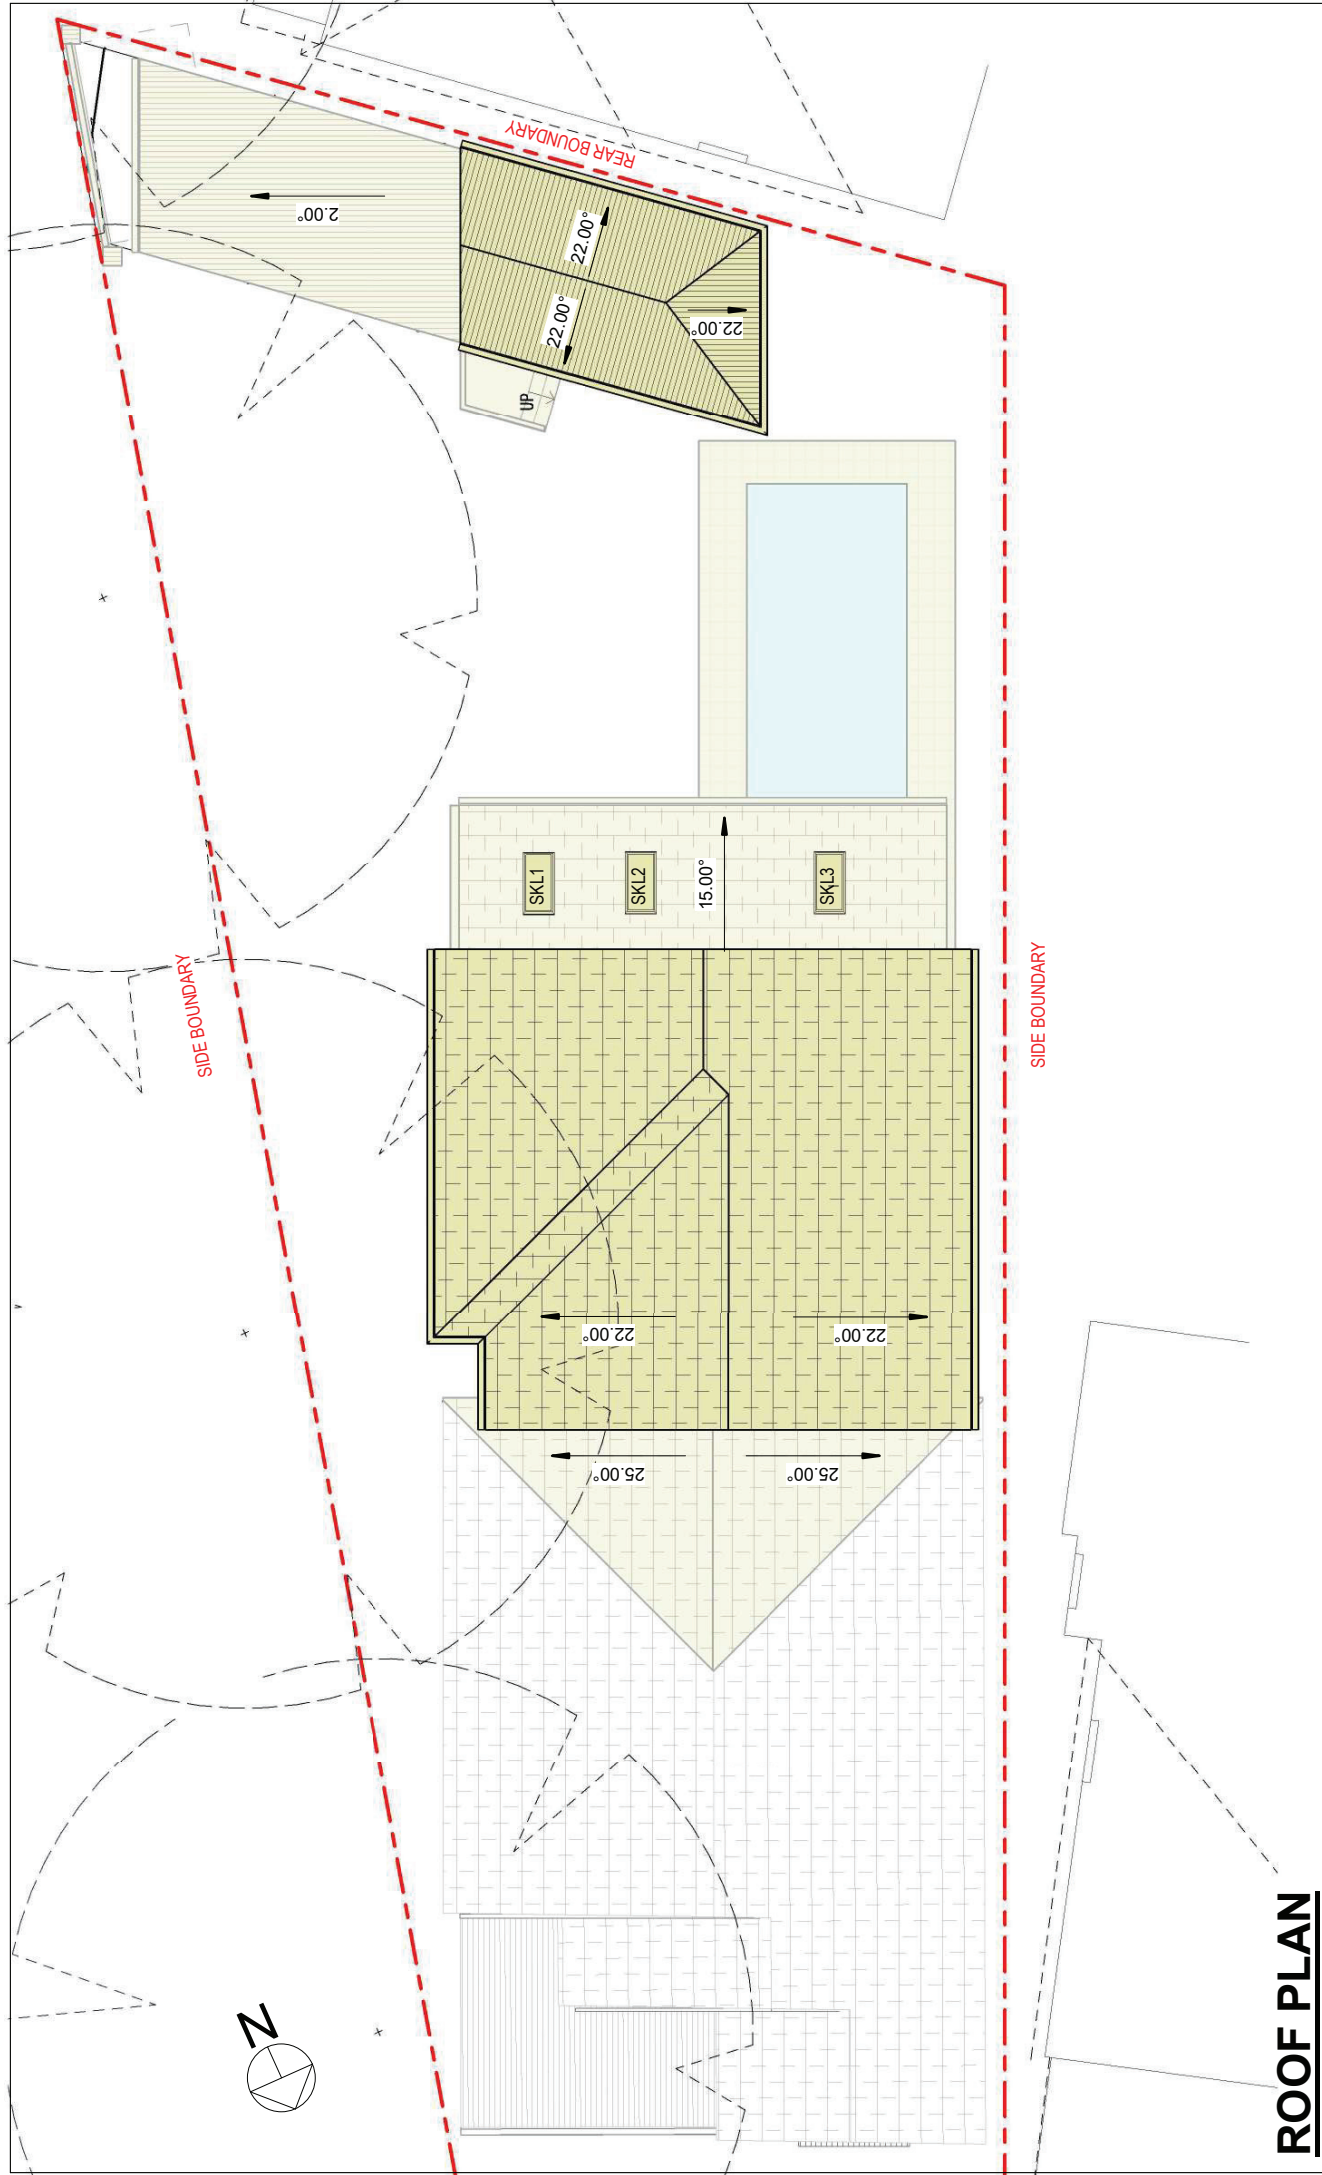 REAR BOUNDARY
2.00°
22.00°
22.00°
22.00°
UP
SKL1
SKL2
15.00°
SKL3
SIDE BOUNDARY
SIDE BOUNDARY
22.00°
22.00°
25.00°
25.00°
N
ROOF PLAN